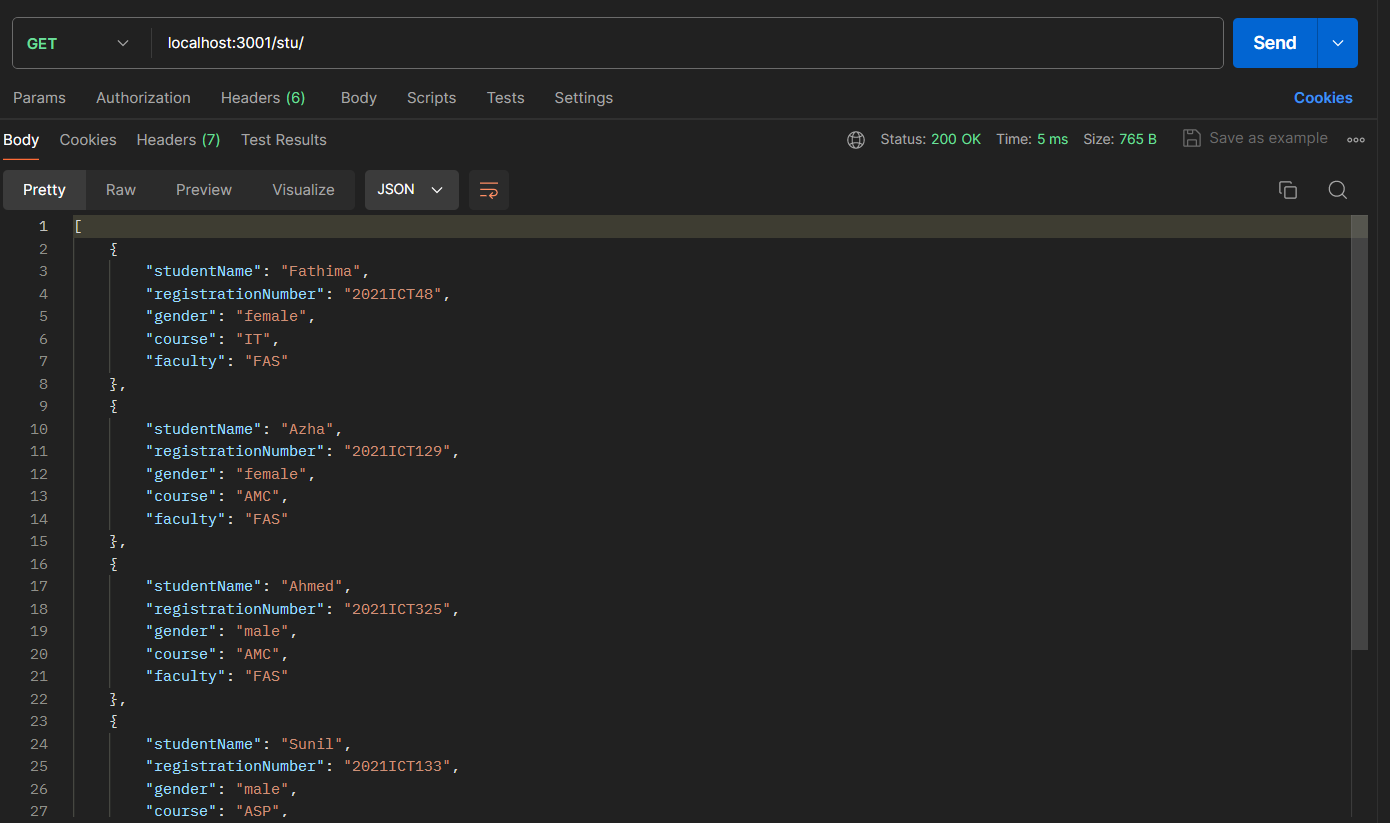 GET localhost:3001/stu/ Send
Params Authorization Headers (6) Body Scripts Tests Settings Cookies
Body Cookies Headers (7) Test Results Status: 200 OK Time: 5 ms Size: 765 B Save as example
Pretty Raw Preview Visualize JSON
1 [
2 {
3 "studentName": "Fathima",
4 "registrationNumber": "2021ICT48",
5 "gender": "female",
6 "course": "IT",
7 "faculty": "FAS"
8 },
9 {
10 "studentName": "Azha",
11 "registrationNumber": "2021ICT129",
12 "gender": "female",
13 "course": "AMC",
14 "faculty": "FAS"
15 },
16 {
17 "studentName": "Ahmed",
18 "registrationNumber": "2021ICT325",
19 "gender": "male",
20 "course": "AMC",
21 "faculty": "FAS"
22 },
23 {
24 "studentName": "Sunil",
25 "registrationNumber": "2021ICT133",
26 "gender": "male",
27 "course": "ASP",